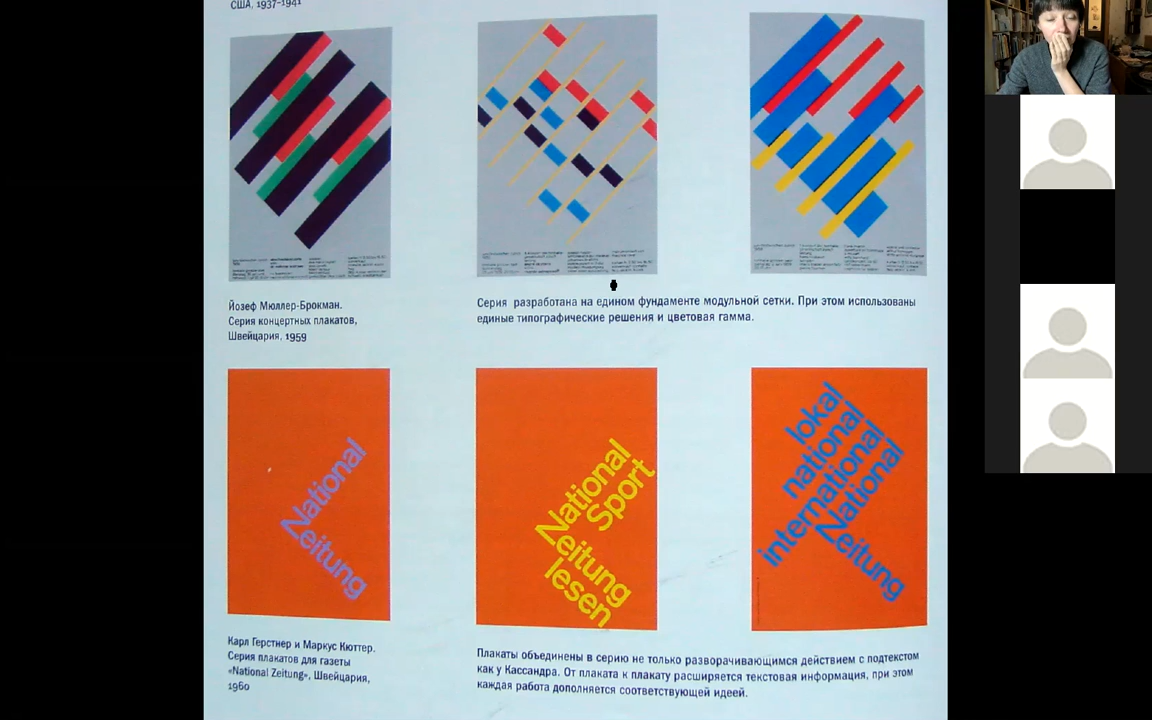 США, 1937–1941
Йозеф Мюллер-Брокман.
Серия концертных плакатов,
Швейцария, 1959
Серия разработана на едином фундаменте модульной сетки. При этом использованы
единые типографические решения и цветовая гамма.
National
Zeitung
National
Sport
Zeitung
lesen
lokal
national
international
National
Zeitung
Карл Герстнер и Маркус Кюттер.
Серия плакатов для газеты
«National Zeitung», Швейцария,
1960
Плакаты объединены в серию не только разворачивающимся действием с подтекстом
как у Кассандра. От плаката к плакату расширяется текстовая информация, при этом
каждая работа дополняется соответствующей идеей.